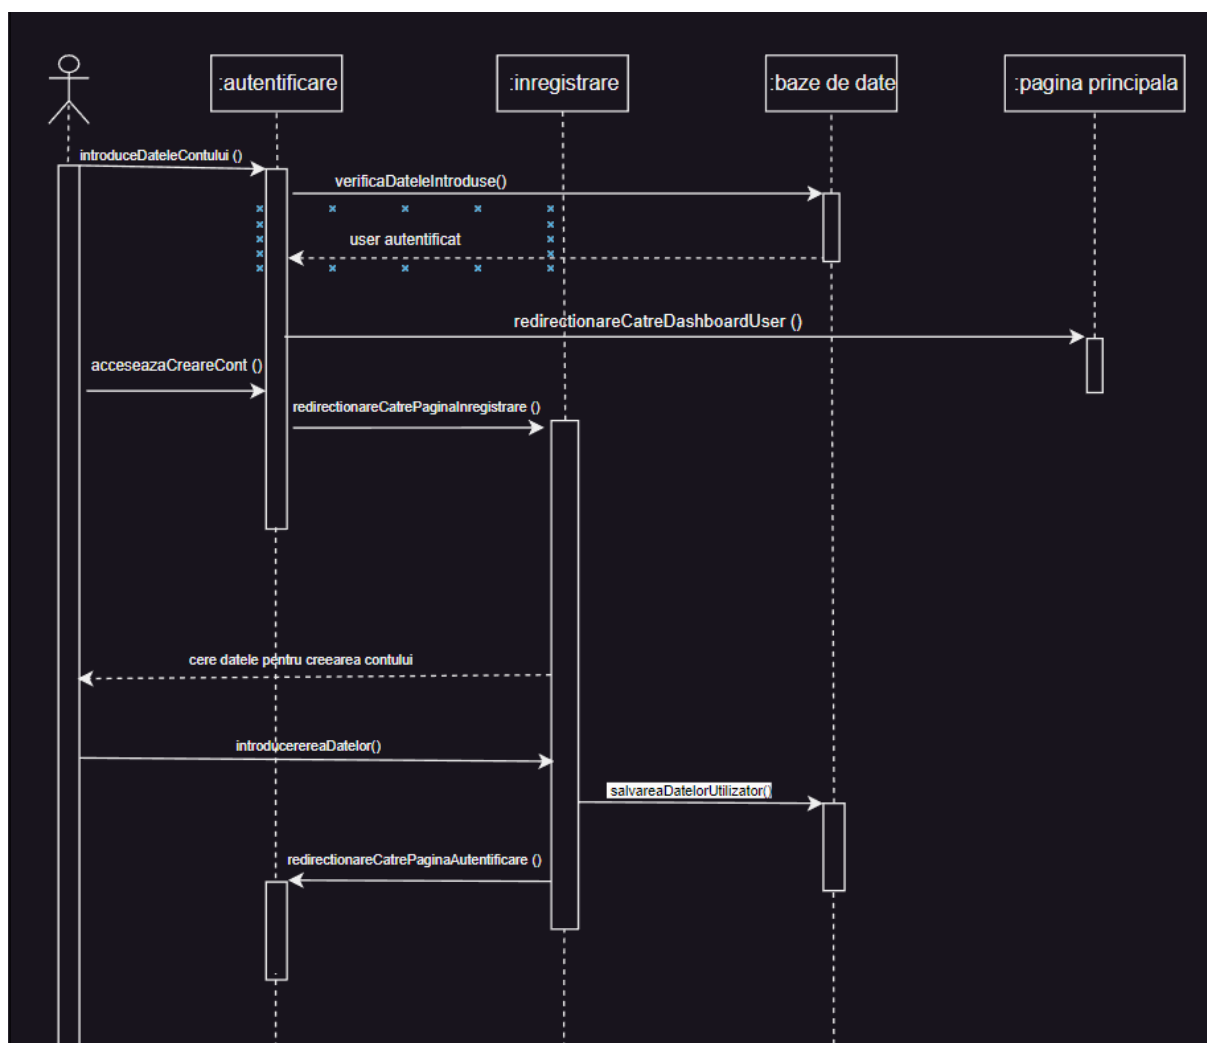 :autentificare
:inregistrare
:baze de date
:pagina principala
introduceDateleContului ()
verificaDateleIntroduse()
user autentificat
redirectionareCatreDashboardUser ()
acceseazaCreareCont ()
redirectionareCatrePaginaInregistrare ()
cere datele pentru creearea contului
introducerereaDatelor()
salvareaDatelorUtilizator()
redirectionareCatrePaginaAutentificare ()